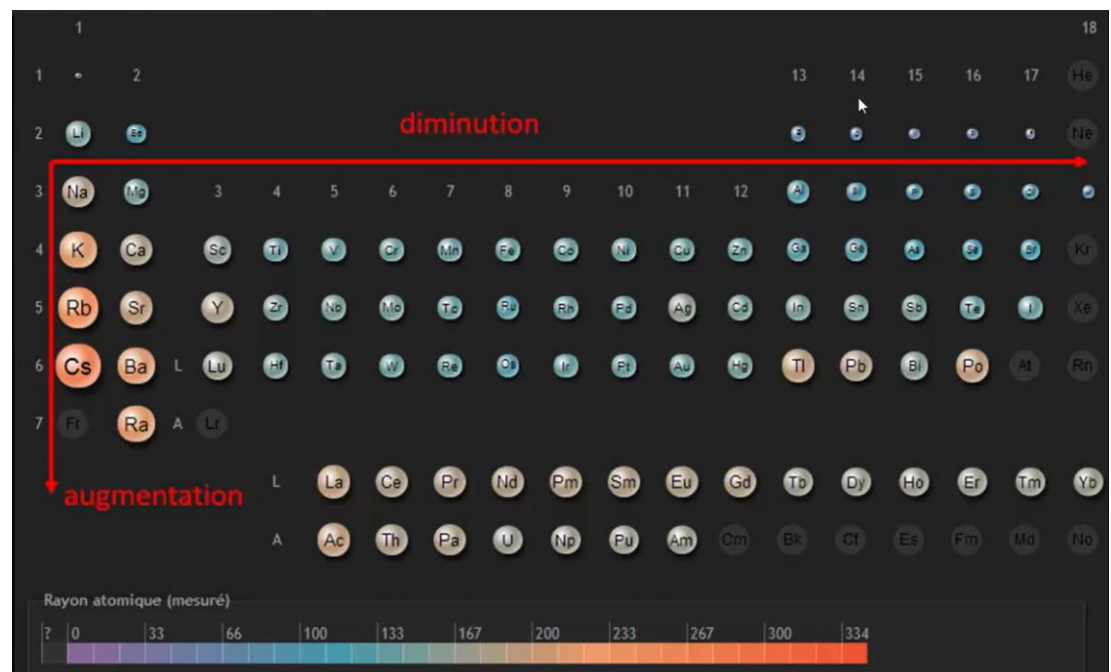 1 18
1 2 13 14 15 16 17 He
diminution
2 Li Be B Ne
3 Na Mg 3 4 5 6 7 8 9 10 11 12 Al Si
4 K Ca Sc Ti V Cr Mn Fe Co Ni Cu Zn Ga Ge As Se Br Kr
5 Rb Sr Y Zr Nb Mo Tc Ru Rh Pd Ag Cd In Sn Sb Te I Xe
6 Cs Ba L Lu Hf Ta W Re Os Ir Pt Au Hg Tl Pb Bi Po At Rn
7 Fr Ra A Lr
augmentation
L La Ce Pr Nd Pm Sm Eu Gd Tb Dy Ho Er Tm Yb
A Ac Th Pa U Np Pu Am Cm Bk Cf Es Fm Md No
Rayon atomique (mesuré)
? 0 33 66 100 133 167 200 233 267 300 334